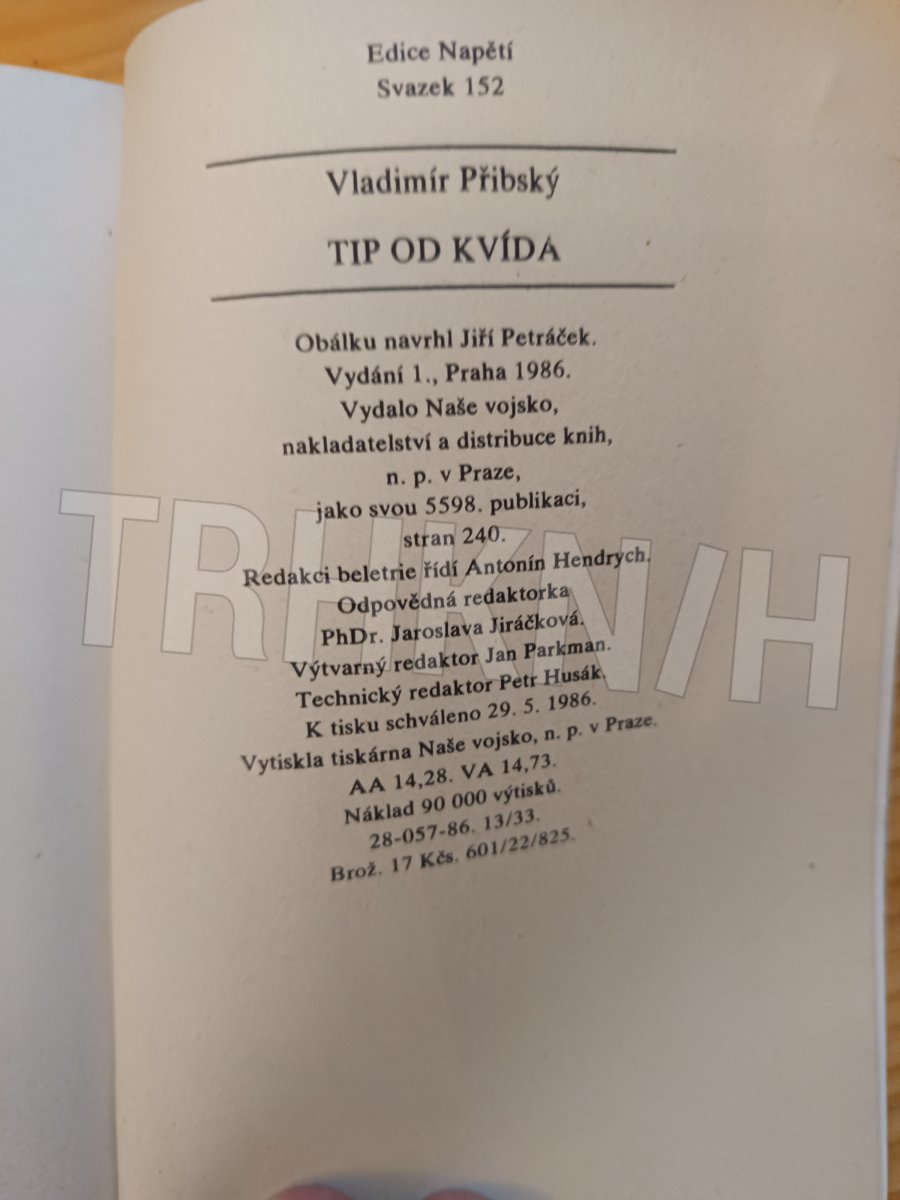 Edice Napětí
Svazek 152
Vladimír Přibský
TIP OD KVÍDA
Obálku navrhl Jiří Petráček.
Vydání 1., Praha 1986.
Vydalo Naše vojsko,
nakladatelství a distribuce knih,
n. p. v Praze,
jako svou 5598. publikaci,
stran 240.
Redakci beletrie řídí Antonín Hendrych.
Odpovědná redaktorka
PhDr. Jaroslava Jiráčková.
Výtvarný redaktor Jan Parkman.
Technický redaktor Petr Husák.
K tisku schváleno 29. 5. 1986.
Vytiskla tiskárna Naše vojsko, n. p. v Praze.
AA 14,28. VA 14,73.
Náklad 90 000 výtisků.
28-057-86. 13/33.
Brož. 17 Kčs. 601/22/825.
TRHKN/H